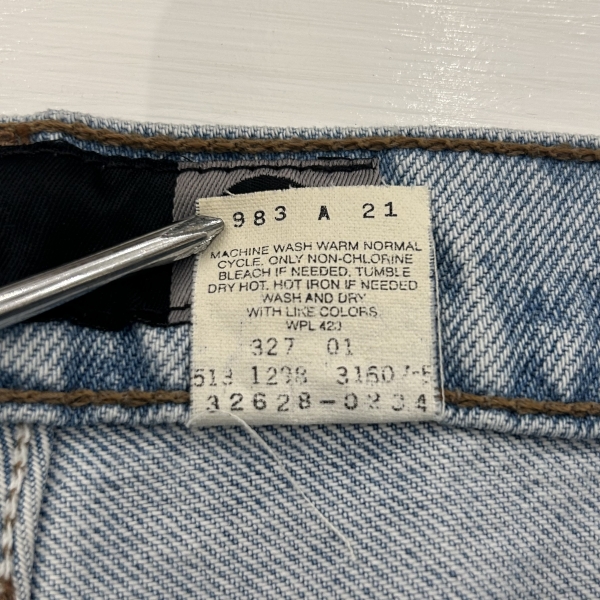 983 A 21
MACHINE WASH WARM NORMAL
CYCLE. ONLY NON-CHLORINE
BLEACH IF NEEDED, TUMBLE
DRY HOT. HOT IRON IF NEEDED
WASH AND DRY
WITH LIKE COLORS
WPL 423
327 01
513 1298
32628-0234